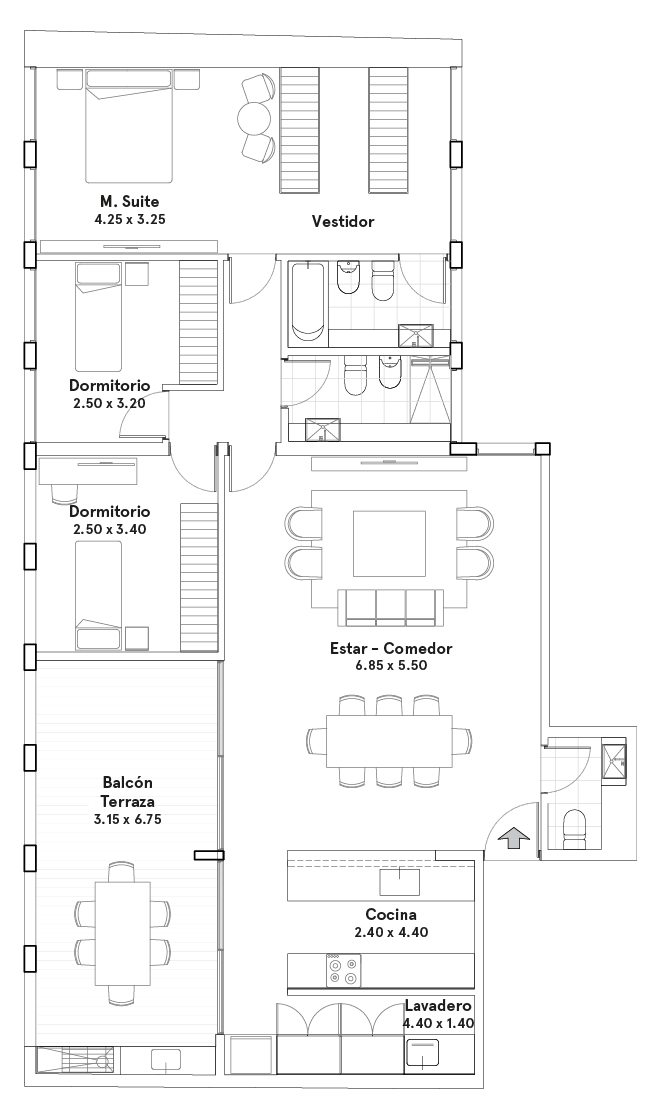 M. Suite
4.25 x 3.25
Vestidor
Dormitorio
2.50 x 3.20
Dormitorio
2.50 x 3.40
Estar - Comedor
6.85 x 5.50
Balcón
Terraza
3.15 x 6.75
Cocina
2.40 x 4.40
Lavadero
4.40 x 1.40